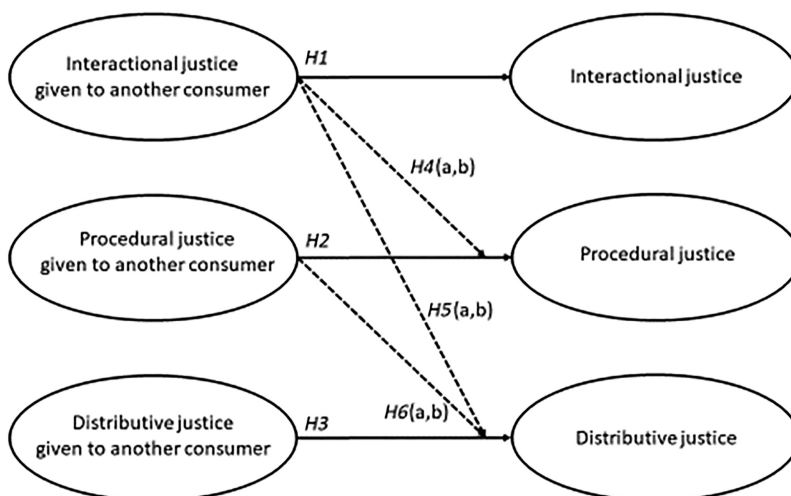 Interactional justice
given to another consumer
H1
Interactional justice
H4(a,b)
Procedural justice
given to another consumer
H2
Procedural justice
H5(a,b)
Distributive justice
given to another consumer
H3
H6(a,b)
Distributive justice